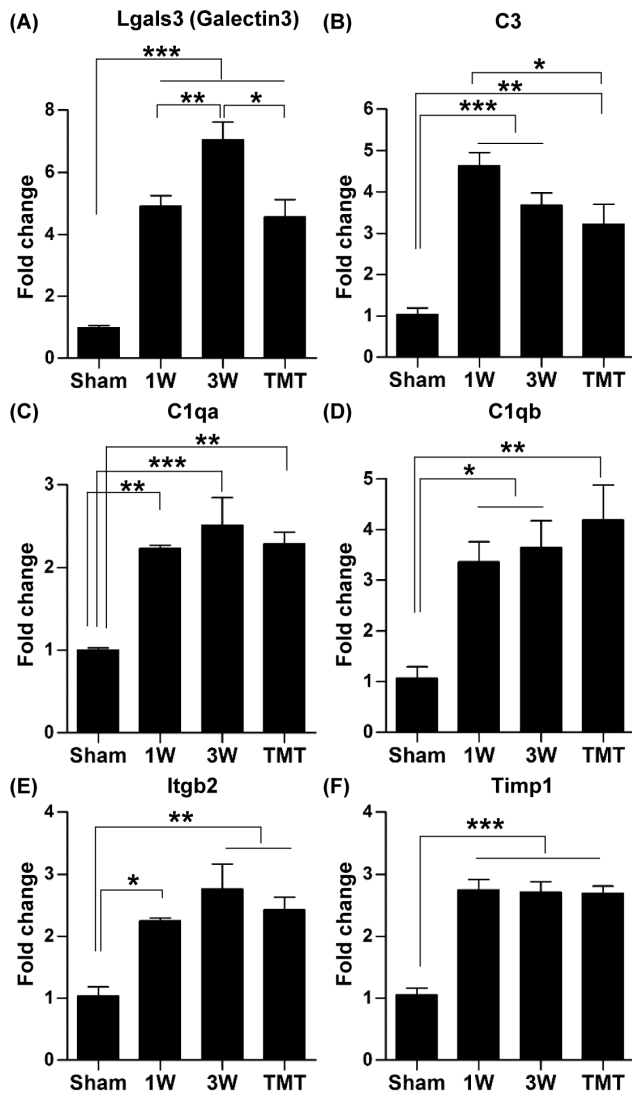 (A) Lgals3 (Galectin3)
***
** *
8
6
4
2
0
Fold change
Sham 1W 3W TMT
(B) C3
*
**
***
6
5
4
3
2
1
0
Fold change
Sham 1W 3W TMT
(C) C1qa
**
***
**
3
2
1
0
Fold change
Sham 1W 3W TMT
(D) C1qb
**
*
5
4
3
2
1
0
Fold change
Sham 1W 3W TMT
(E) Itgb2
**
*
4
3
2
1
0
Fold change
Sham 1W 3W TMT
(F) Timp1
***
4
3
2
1
0
Fold change
Sham 1W 3W TMT